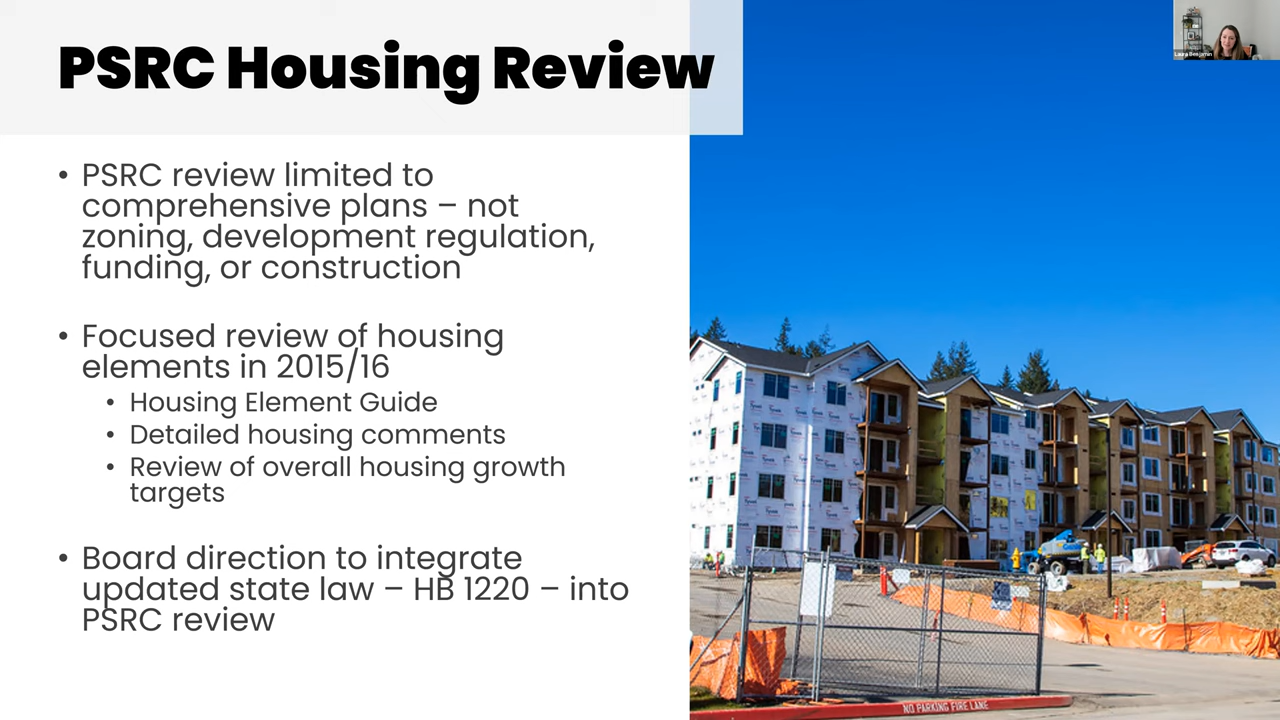 PSRC Housing Review
Laura Benjamin
• PSRC review limited to
comprehensive plans – not
zoning, development regulation,
funding, or construction
• Focused review of housing
elements in 2015/16
• Housing Element Guide
• Detailed housing comments
• Review of overall housing growth
targets
• Board direction to integrate
updated state law – HB 1220 – into
PSRC review
NO PARKING FIRE LANE